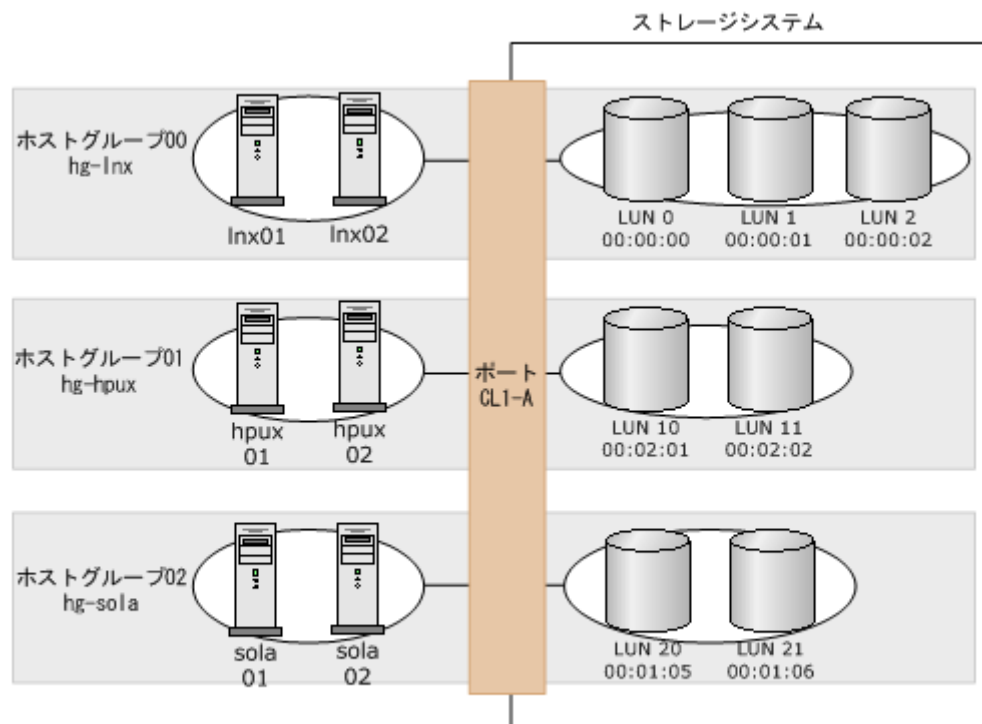 ストレージシステム
ホストグループ00
hg-lnx
lnx01
lnx02
LUN 0
00:00:00
LUN 1
00:00:01
LUN 2
00:00:02
ホストグループ01
hg-hpux
hpux
01
hpux
02
ポート
CL1-A
LUN 10
00:02:01
LUN 11
00:02:02
ホストグループ02
hg-sola
sola
01
sola
02
LUN 20
00:01:05
LUN 21
00:01:06